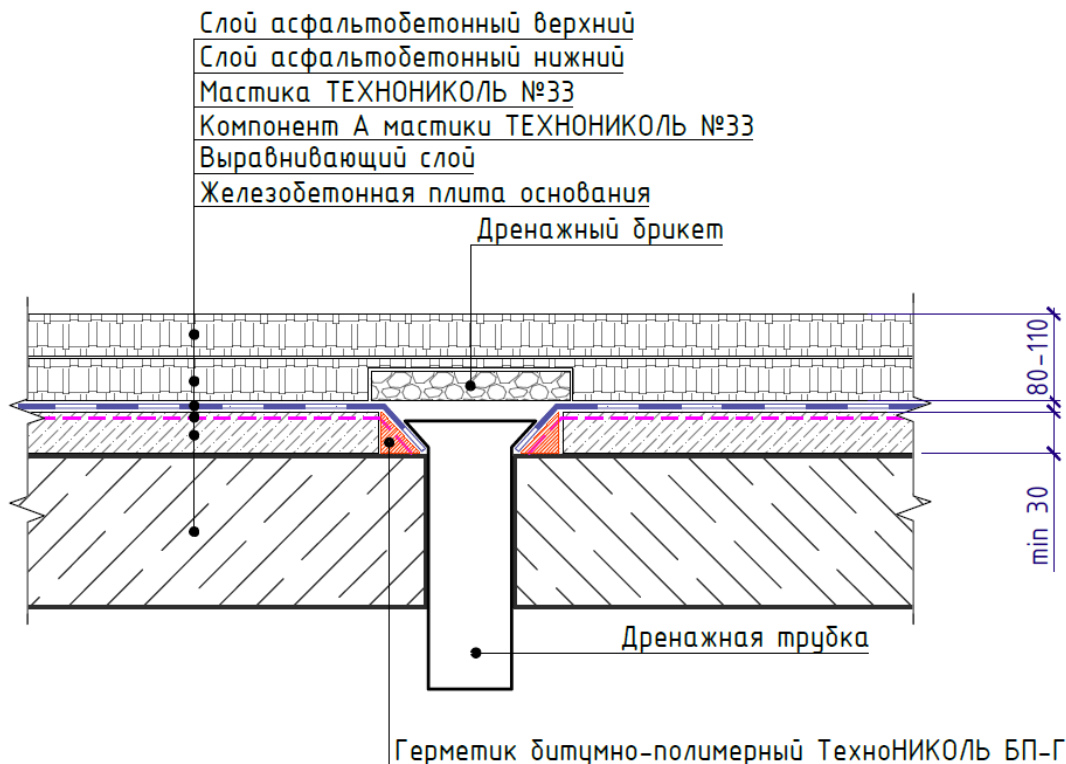 Слой асфальтобетонный верхний
Слой асфальтобетонный нижний
Мастика ТЕХНОНИКОЛЬ №33
Компонент А мастики ТЕХНОНИКОЛЬ №33
Выравнивающий слой
Железобетонная плита основания
Дренажный брикет
80-110
min 30
Дренажная трубка
Герметик битумно-полимерный ТехноНИКОЛЬ БП-Г